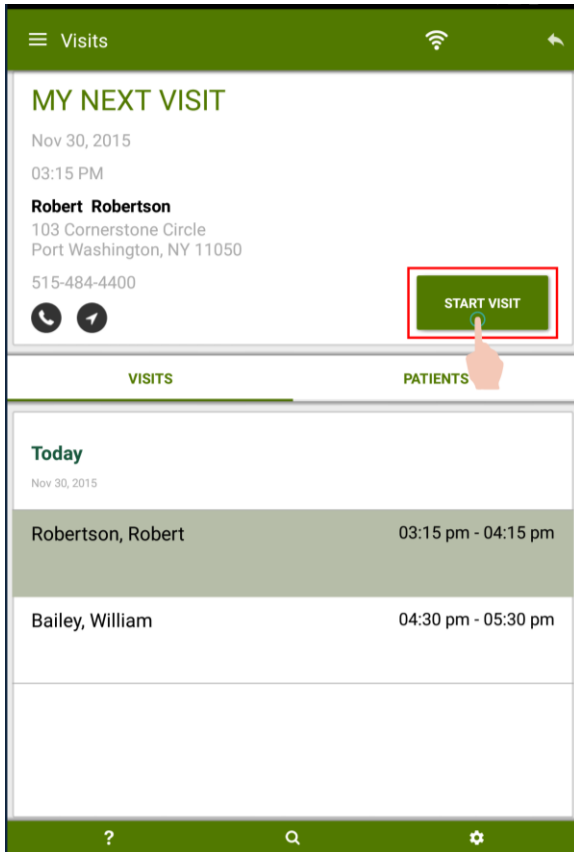 Visits
MY NEXT VISIT
Nov 30, 2015
03:15 PM
Robert Robertson
103 Cornerstone Circle
Port Washington, NY 11050
515-484-4400
START VISIT
VISITS PATIENTS
Today
Nov 30, 2015
Robertson, Robert 03:15 pm - 04:15 pm
Bailey, William 04:30 pm - 05:30 pm
?